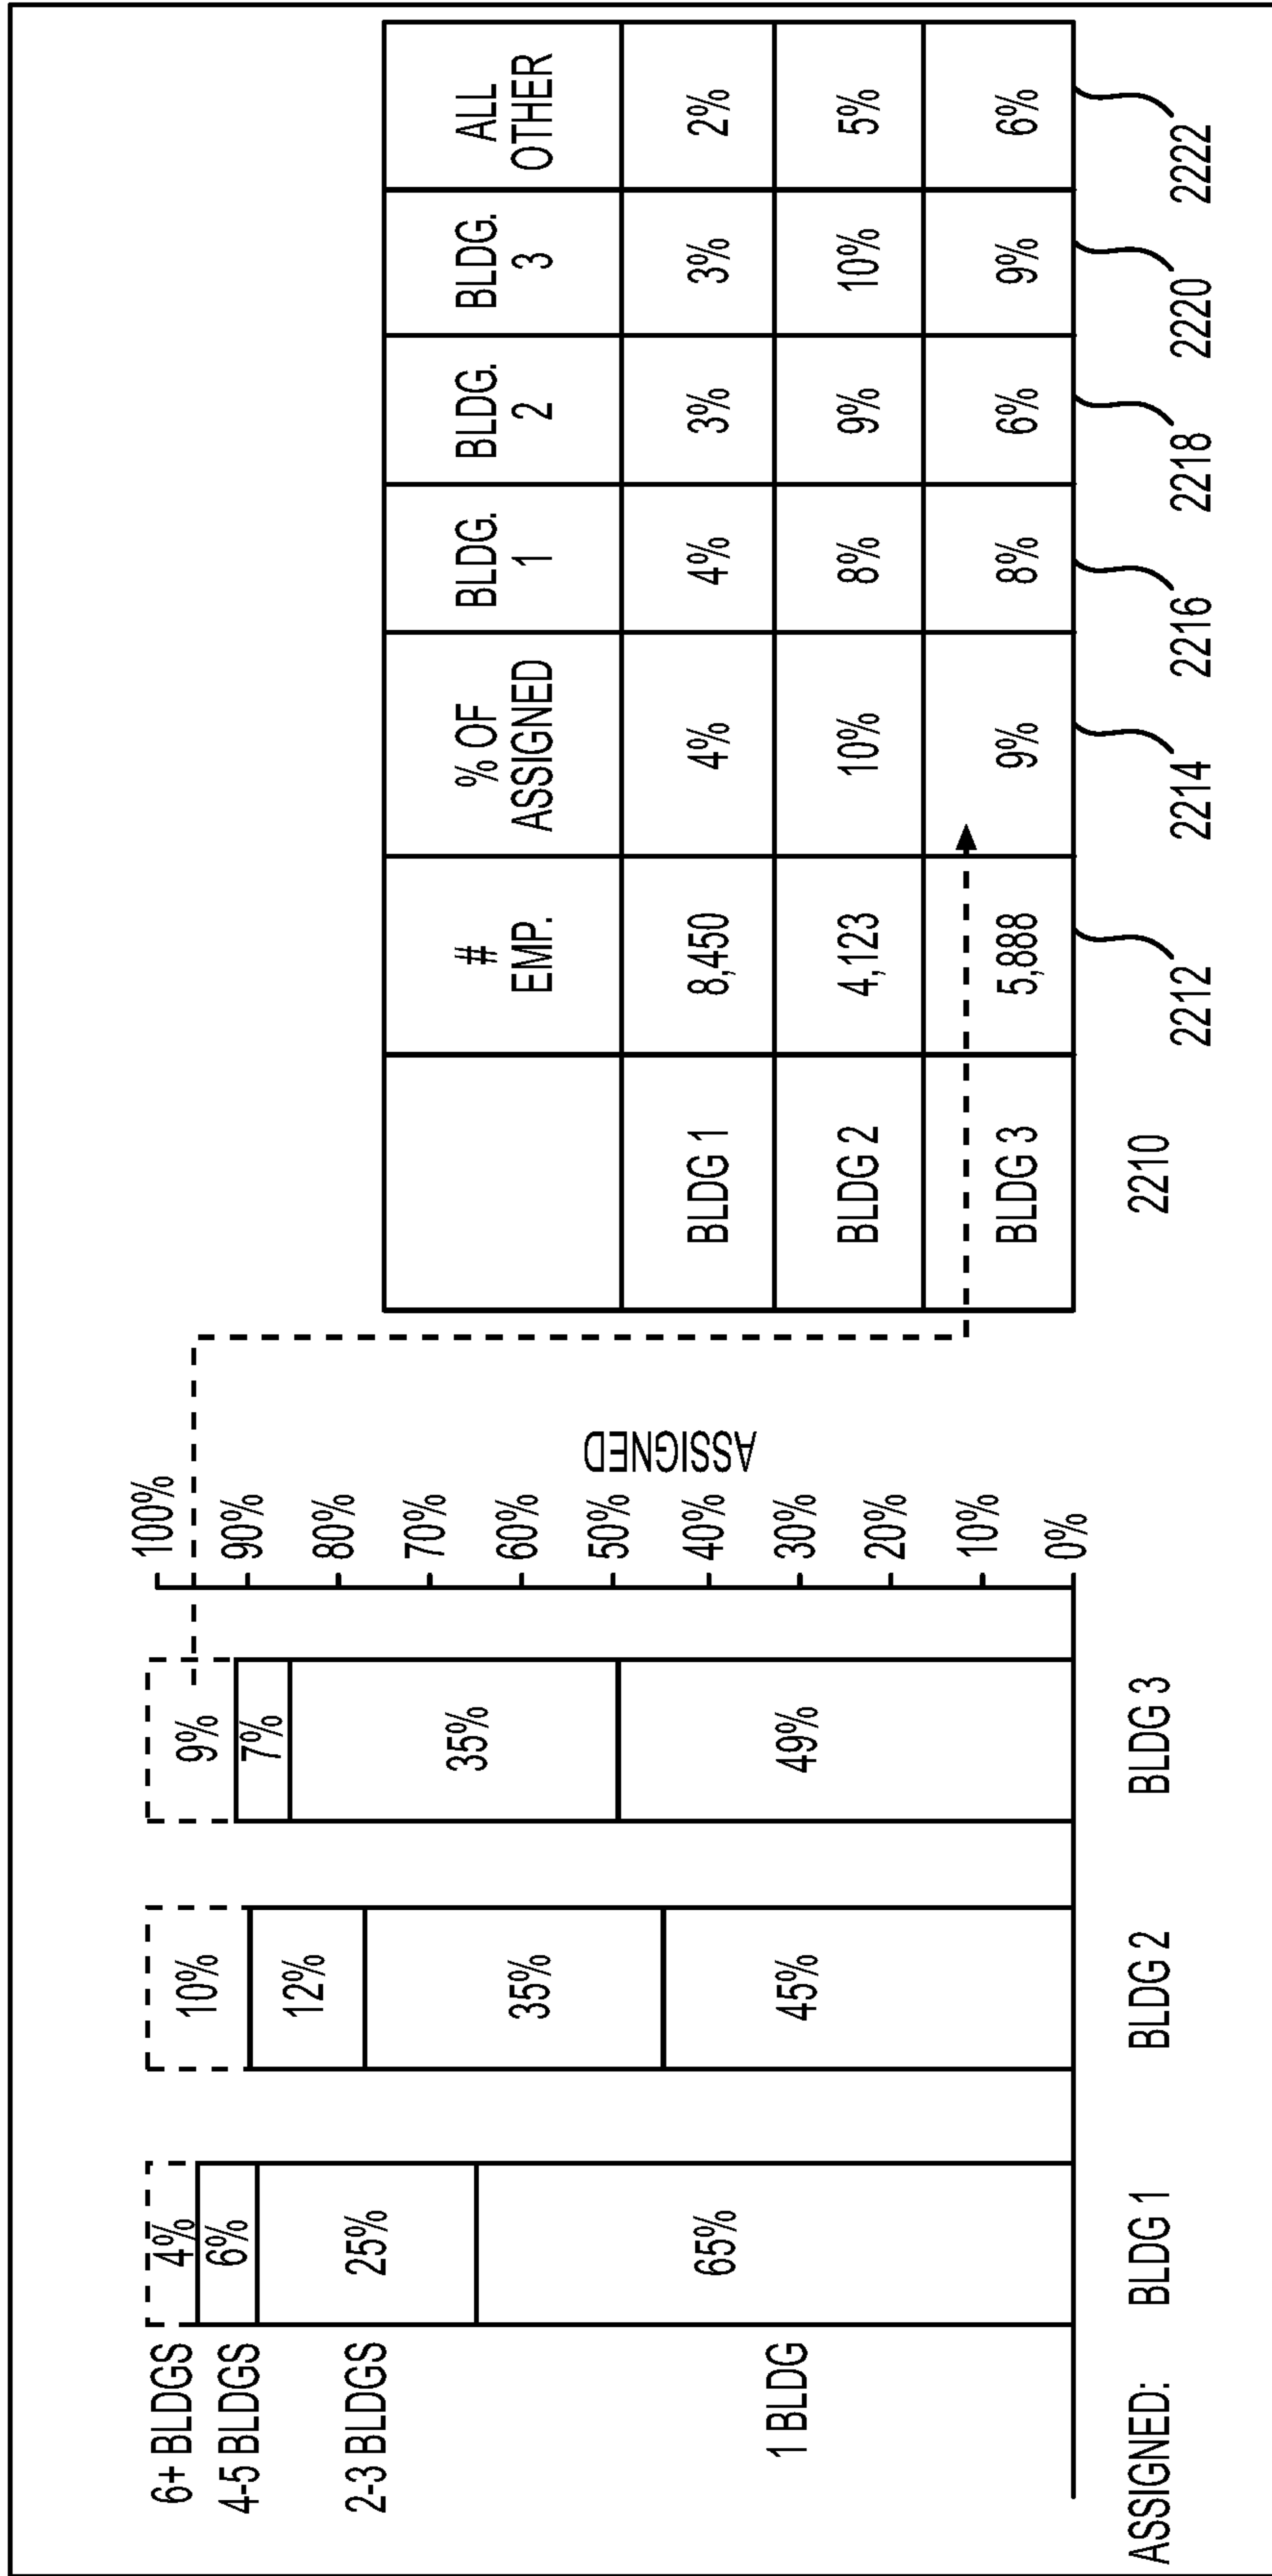 6+ BLDGS
4-5 BLDGS
2-3 BLDGS
1 BLDG
4%
6%
25%
65%
10%
12%
35%
45%
9%
7%
35%
49%
100%
90%
80%
70%
60%
50%
40%
30%
20%
10%
0%
ASSIGNED
ASSIGNED: BLDG 1 BLDG 2 BLDG 3
# EMP. % OF ASSIGNED BLDG. 1 BLDG. 2 BLDG. 3 ALL OTHER
BLDG 1 8,450 4% 4% 3% 3% 2%
BLDG 2 4,123 10% 8% 9% 10% 5%
BLDG 3 5,888 9% 8% 6% 9% 6%
2210 2212 2214 2216 2218 2220 2222